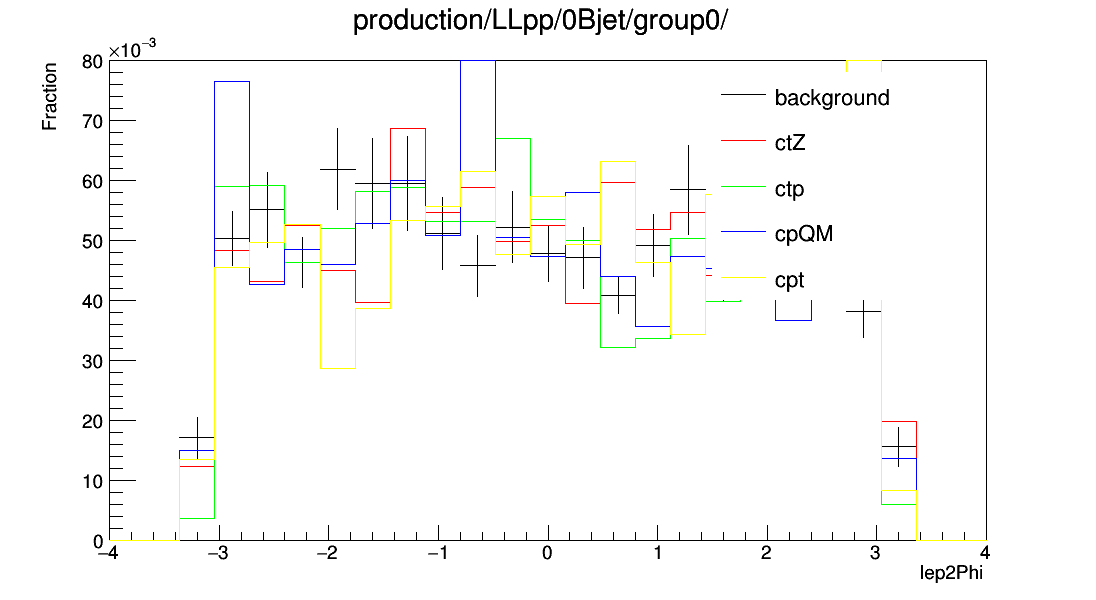 production/LLpp/0Bjet/group0/
×10⁻³
Fraction
80
70
60
50
40
30
20
10
0
background
ctZ
ctp
cpQM
cpt
−4 −3 −2 −1 0 1 2 3 4
lep2Phi